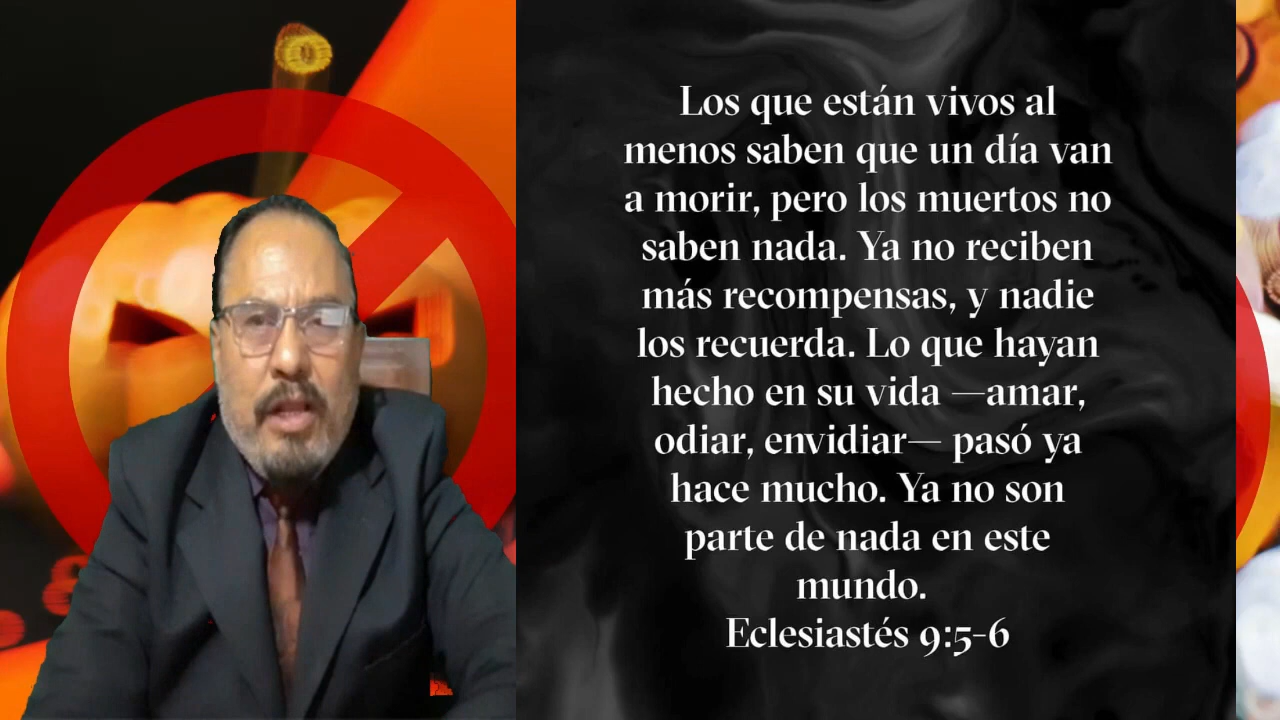 Los que están vivos al
menos saben que un día van
a morir, pero los muertos no
saben nada. Ya no reciben
más recompensas, y nadie
los recuerda. Lo que hayan
hecho en su vida —amar,
odiar, envidiar— pasó ya
hace mucho. Ya no son
parte de nada en este
mundo.
Eclesiastés 9:5-6